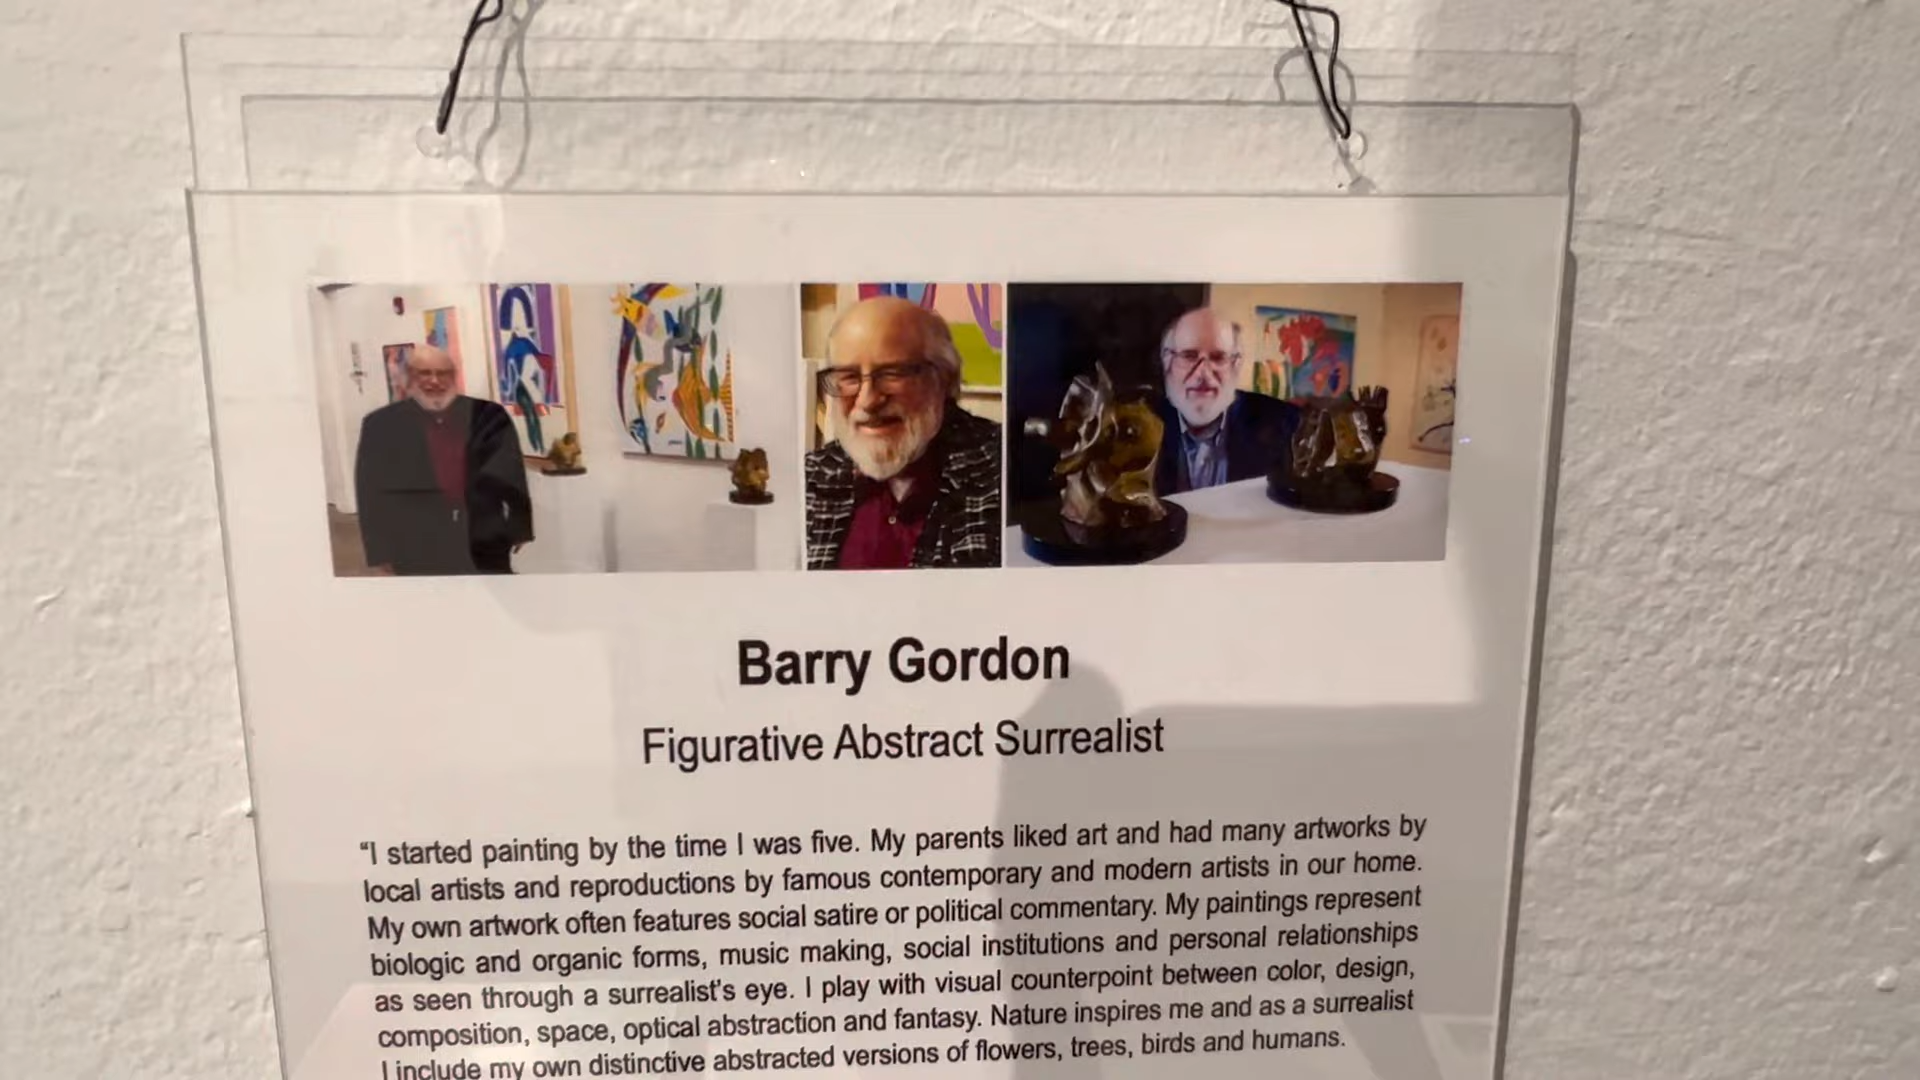 Barry Gordon
Figurative Abstract Surrealist
“I started painting by the time I was five. My parents liked art and had many artworks by
local artists and reproductions by famous contemporary and modern artists in our home.
My own artwork often features social satire or political commentary. My paintings represent
biologic and organic forms, music making, social institutions and personal relationships
as seen through a surrealist's eye. I play with visual counterpoint between color, design,
composition, space, optical abstraction and fantasy. Nature inspires me and as a surrealist
I include my own distinctive abstracted versions of flowers, trees, birds and humans.